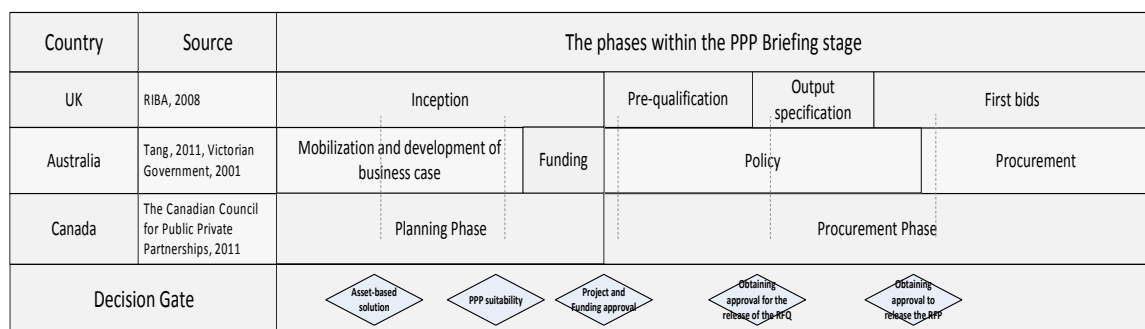 Country
Source
The phases within the PPP Briefing stage
UK
RIBA, 2008
Inception
Pre-qualification
Output
specification
First bids
Australia
Tang, 2011, Victorian
Government, 2001
Mobilization and development of
business case
Funding
Policy
Procurement
Canada
The Canadian Council
for Public Private
Partnerships, 2011
Planning Phase
Procurement Phase
Decision Gate
Asset-based
solution
PPP suitability
Project and
Funding approval
Obtaining
approval for the
release of the RFQ
Obtaining
approval to
release the RFP